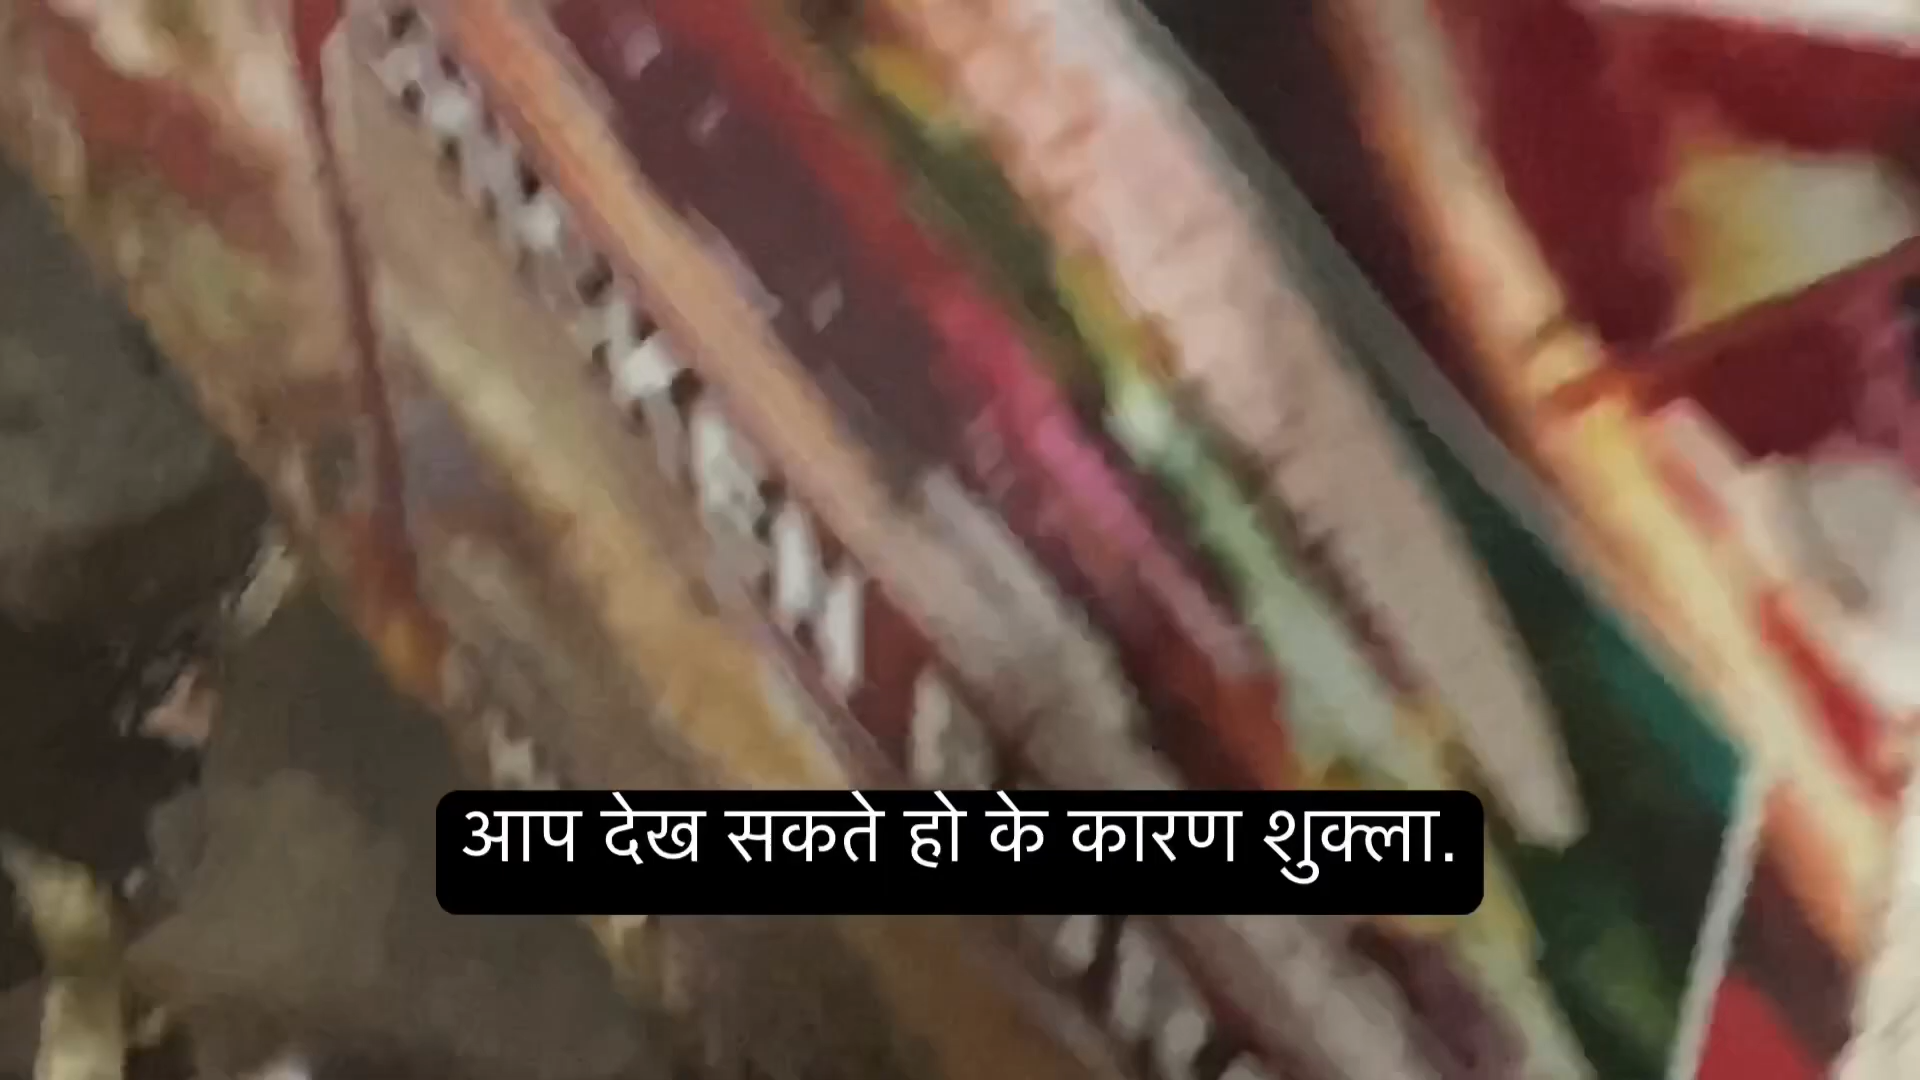 आप देख सकते हो के कारण शुक्ला.